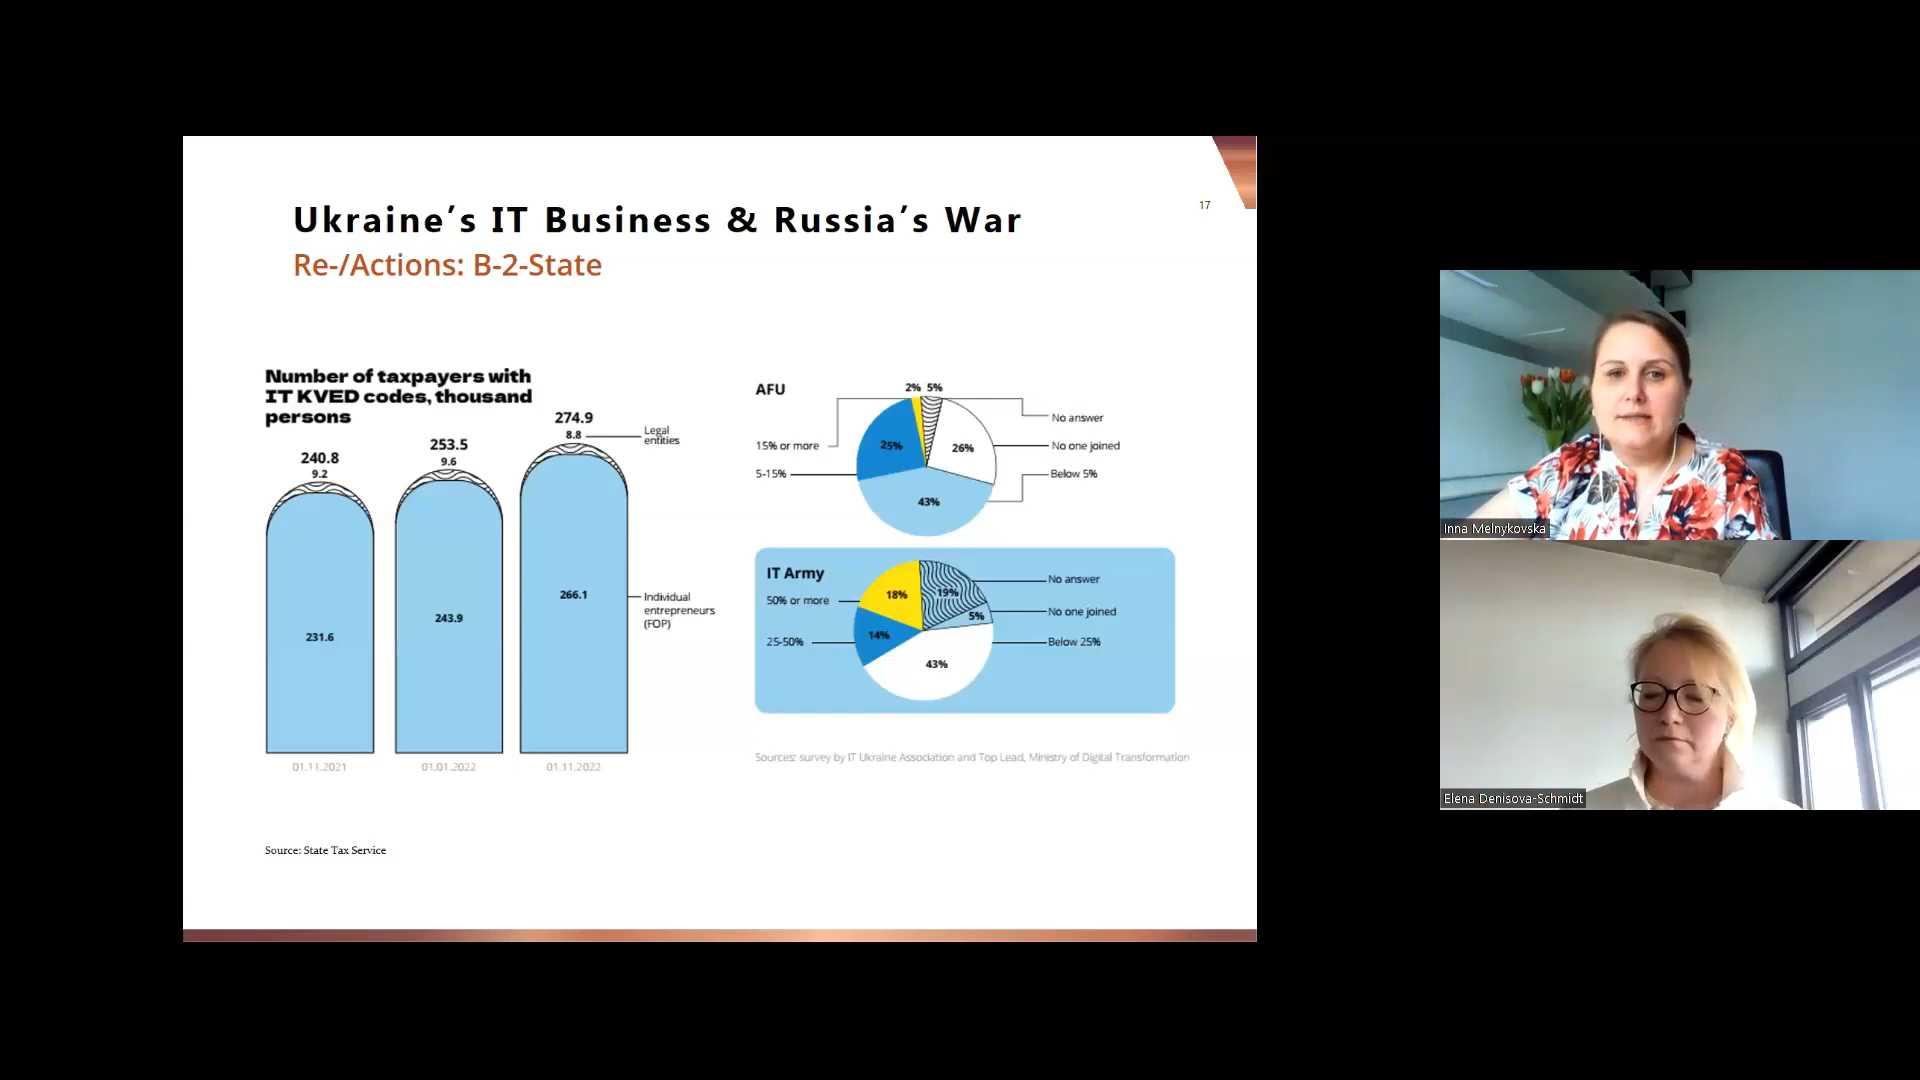 Ukraine’s IT Business & Russia’s War
17
Re-/Actions: B-2-State
Number of taxpayers with
IT KVED codes, thousand
persons
240.8
9.2
231.6
01.11.2021
253.5
9.6
243.9
01.01.2022
274.9
8.8
266.1
01.11.2022
Legal
entities
Individual
entrepreneurs
(FOP)
AFU
2% 5%
15% or more
5-15%
25%
26%
43%
No answer
No one joined
Below 5%
IT Army
50% or more
25-50%
18%
19%
5%
14%
43%
No answer
No one joined
Below 25%
Sources: survey by IT Ukraine Association and Top Lead, Ministry of Digital Transformation
Source: State Tax Service
Inna Melnykovska
Elena Denisova-Schmidt